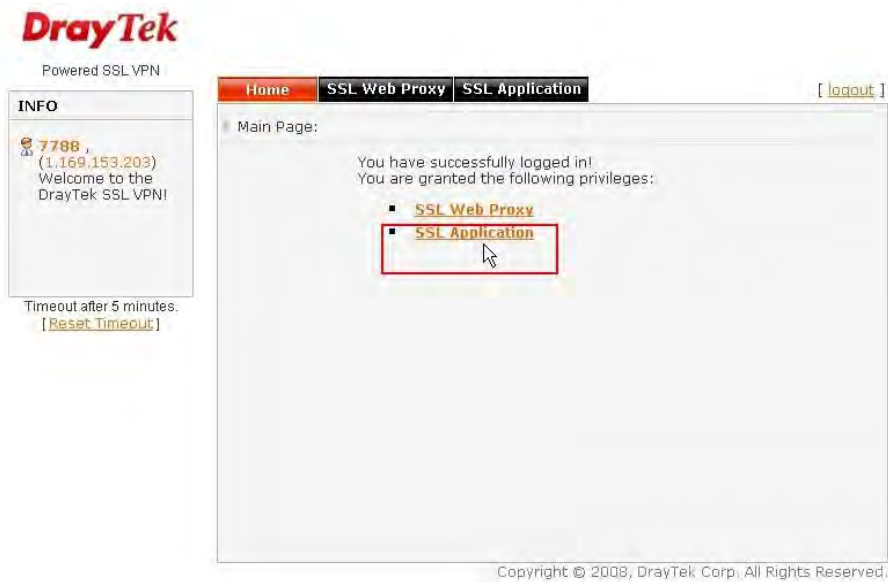 DrayTek
Powered SSL VPN
INFO
7788 ,
(1.169.153.203)
Welcome to the
DrayTek SSL VPN!
Timeout after 5 minutes.
[Reset Timeout]
Home SSL Web Proxy SSL Application [ logout ]
Main Page:
You have successfully logged in!
You are granted the following privileges:
SSL Web Proxy
SSL Application
Copyright © 2008, DrayTek Corp. All Rights Reserved.